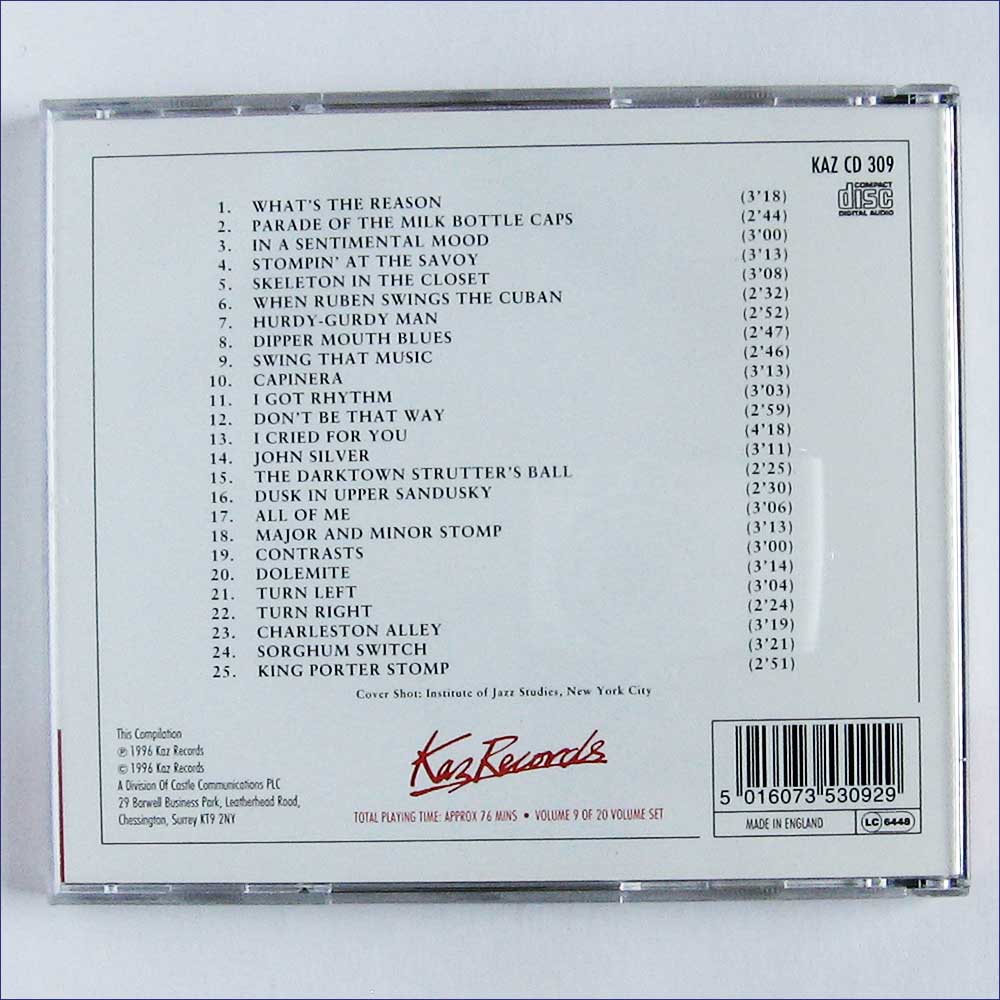 KAZ CD 309
COMPACT
disc
DIGITAL AUDIO
1. WHAT'S THE REASON (3'18)
2. PARADE OF THE MILK BOTTLE CAPS (2'44)
3. IN A SENTIMENTAL MOOD (3'00)
4. STOMPIN' AT THE SAVOY (3'13)
5. SKELETON IN THE CLOSET (3'08)
6. WHEN RUBEN SWINGS THE CUBAN (2'32)
7. HURDY-GURDY MAN (2'52)
8. DIPPER MOUTH BLUES (2'47)
9. SWING THAT MUSIC (2'46)
10. CAPINERA (3'13)
11. I GOT RHYTHM (3'03)
12. DON'T BE THAT WAY (2'59)
13. I CRIED FOR YOU (4'18)
14. JOHN SILVER (3'11)
15. THE DARKTOWN STRUTTER'S BALL (2'25)
16. DUSK IN UPPER SANDUSKY (2'30)
17. ALL OF ME (3'06)
18. MAJOR AND MINOR STOMP (3'13)
19. CONTRASTS (3'00)
20. DOLEMITE (3'14)
21. TURN LEFT (3'04)
22. TURN RIGHT (2'24)
23. CHARLESTON ALLEY (3'19)
24. SORGHUM SWITCH (3'21)
25. KING PORTER STOMP (2'51)
Cover Shot: Institute of Jazz Studies, New York City
This Compilation
℗ 1996 Kaz Records
© 1996 Kaz Records
A Division Of Castle Communications PLC
29 Barwell Business Park, Leatherhead Road,
Chessington, Surrey KT9 2NY
Kaz Records
TOTAL PLAYING TIME: APPROX 76 MINS • VOLUME 9 OF 20 VOLUME SET
5 016073 530929
MADE IN ENGLAND
LC 6448